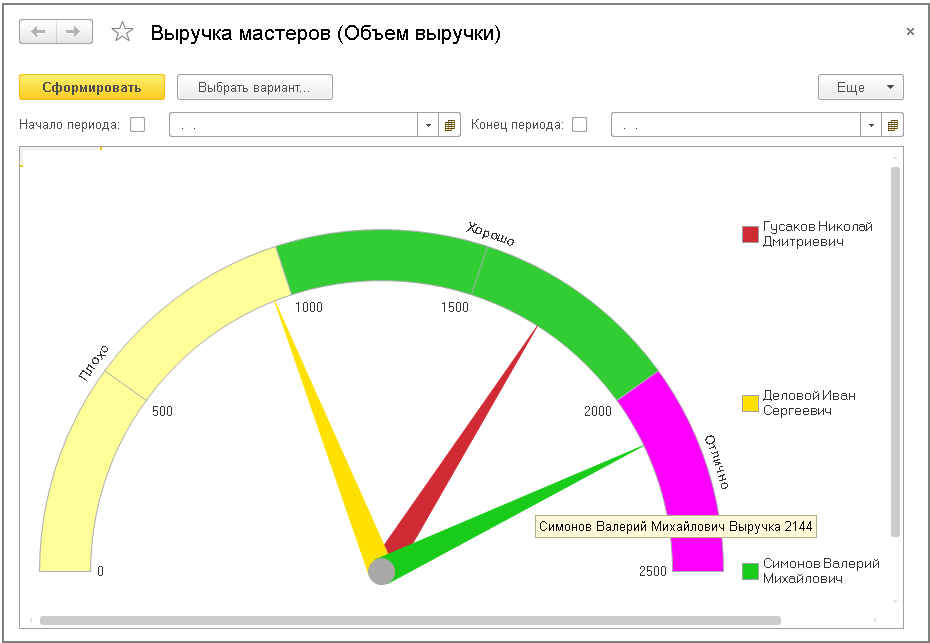 Выручка мастеров (Объем выручки)
×
Сформировать
Выбрать вариант...
Еще
Начало периода:
. .
Конец периода:
. .
Хорошо
Гусаков Николай
Дмитриевич
1000
1500
Плохо
500
2000
Деловой Иван
Сергеевич
Отлично
Симонов Валерий Михайлович Выручка 2144
0
2500
Симонов Валерий
Михайлович